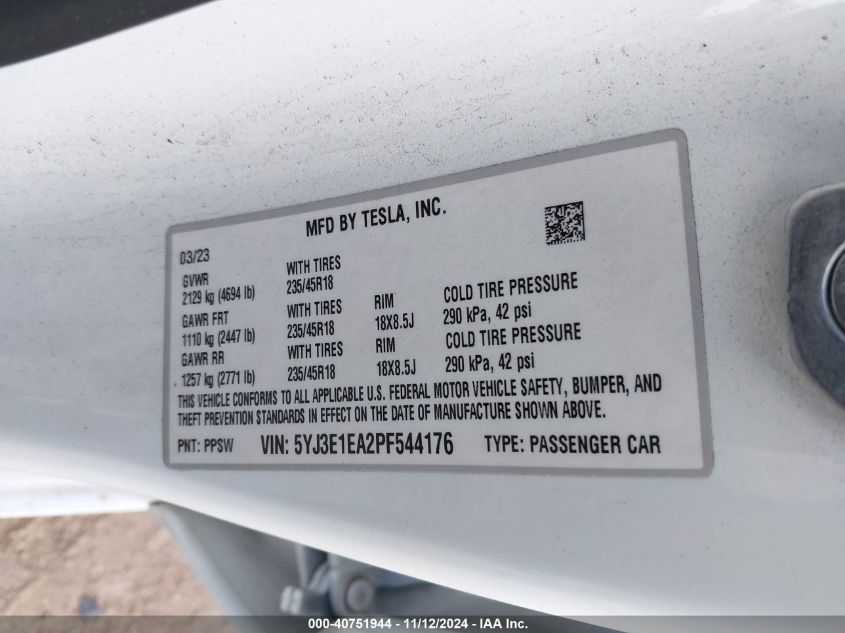 MFD BY TESLA, INC.
03/23
GVWR
2129 kg (4694 lb)
WITH TIRES
235/45R18
GAWR FRT
1110 kg (2447 lb)
WITH TIRES
235/45R18
RIM
18X8.5J
COLD TIRE PRESSURE
290 kPa, 42 psi
GAWR RR
1257 kg (2771 lb)
WITH TIRES
235/45R18
RIM
18X8.5J
COLD TIRE PRESSURE
290 kPa, 42 psi
THIS VEHICLE CONFORMS TO ALL APPLICABLE U.S. FEDERAL MOTOR VEHICLE SAFETY, BUMPER, AND
THEFT PREVENTION STANDARDS IN EFFECT ON THE DATE OF MANUFACTURE SHOWN ABOVE.
PNT: PPSW VIN: 5YJ3E1EA2PF544176 TYPE: PASSENGER CAR
000-40751944 - 11/12/2024 - IAA Inc.